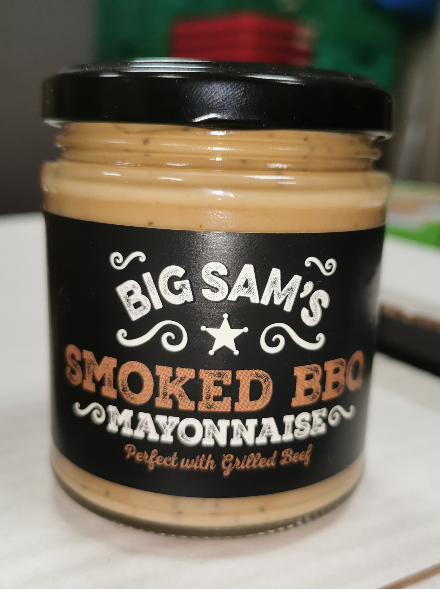 BIG SAM'S
SMOKED BBQ
MAYONNAISE
Perfect with Grilled Beef